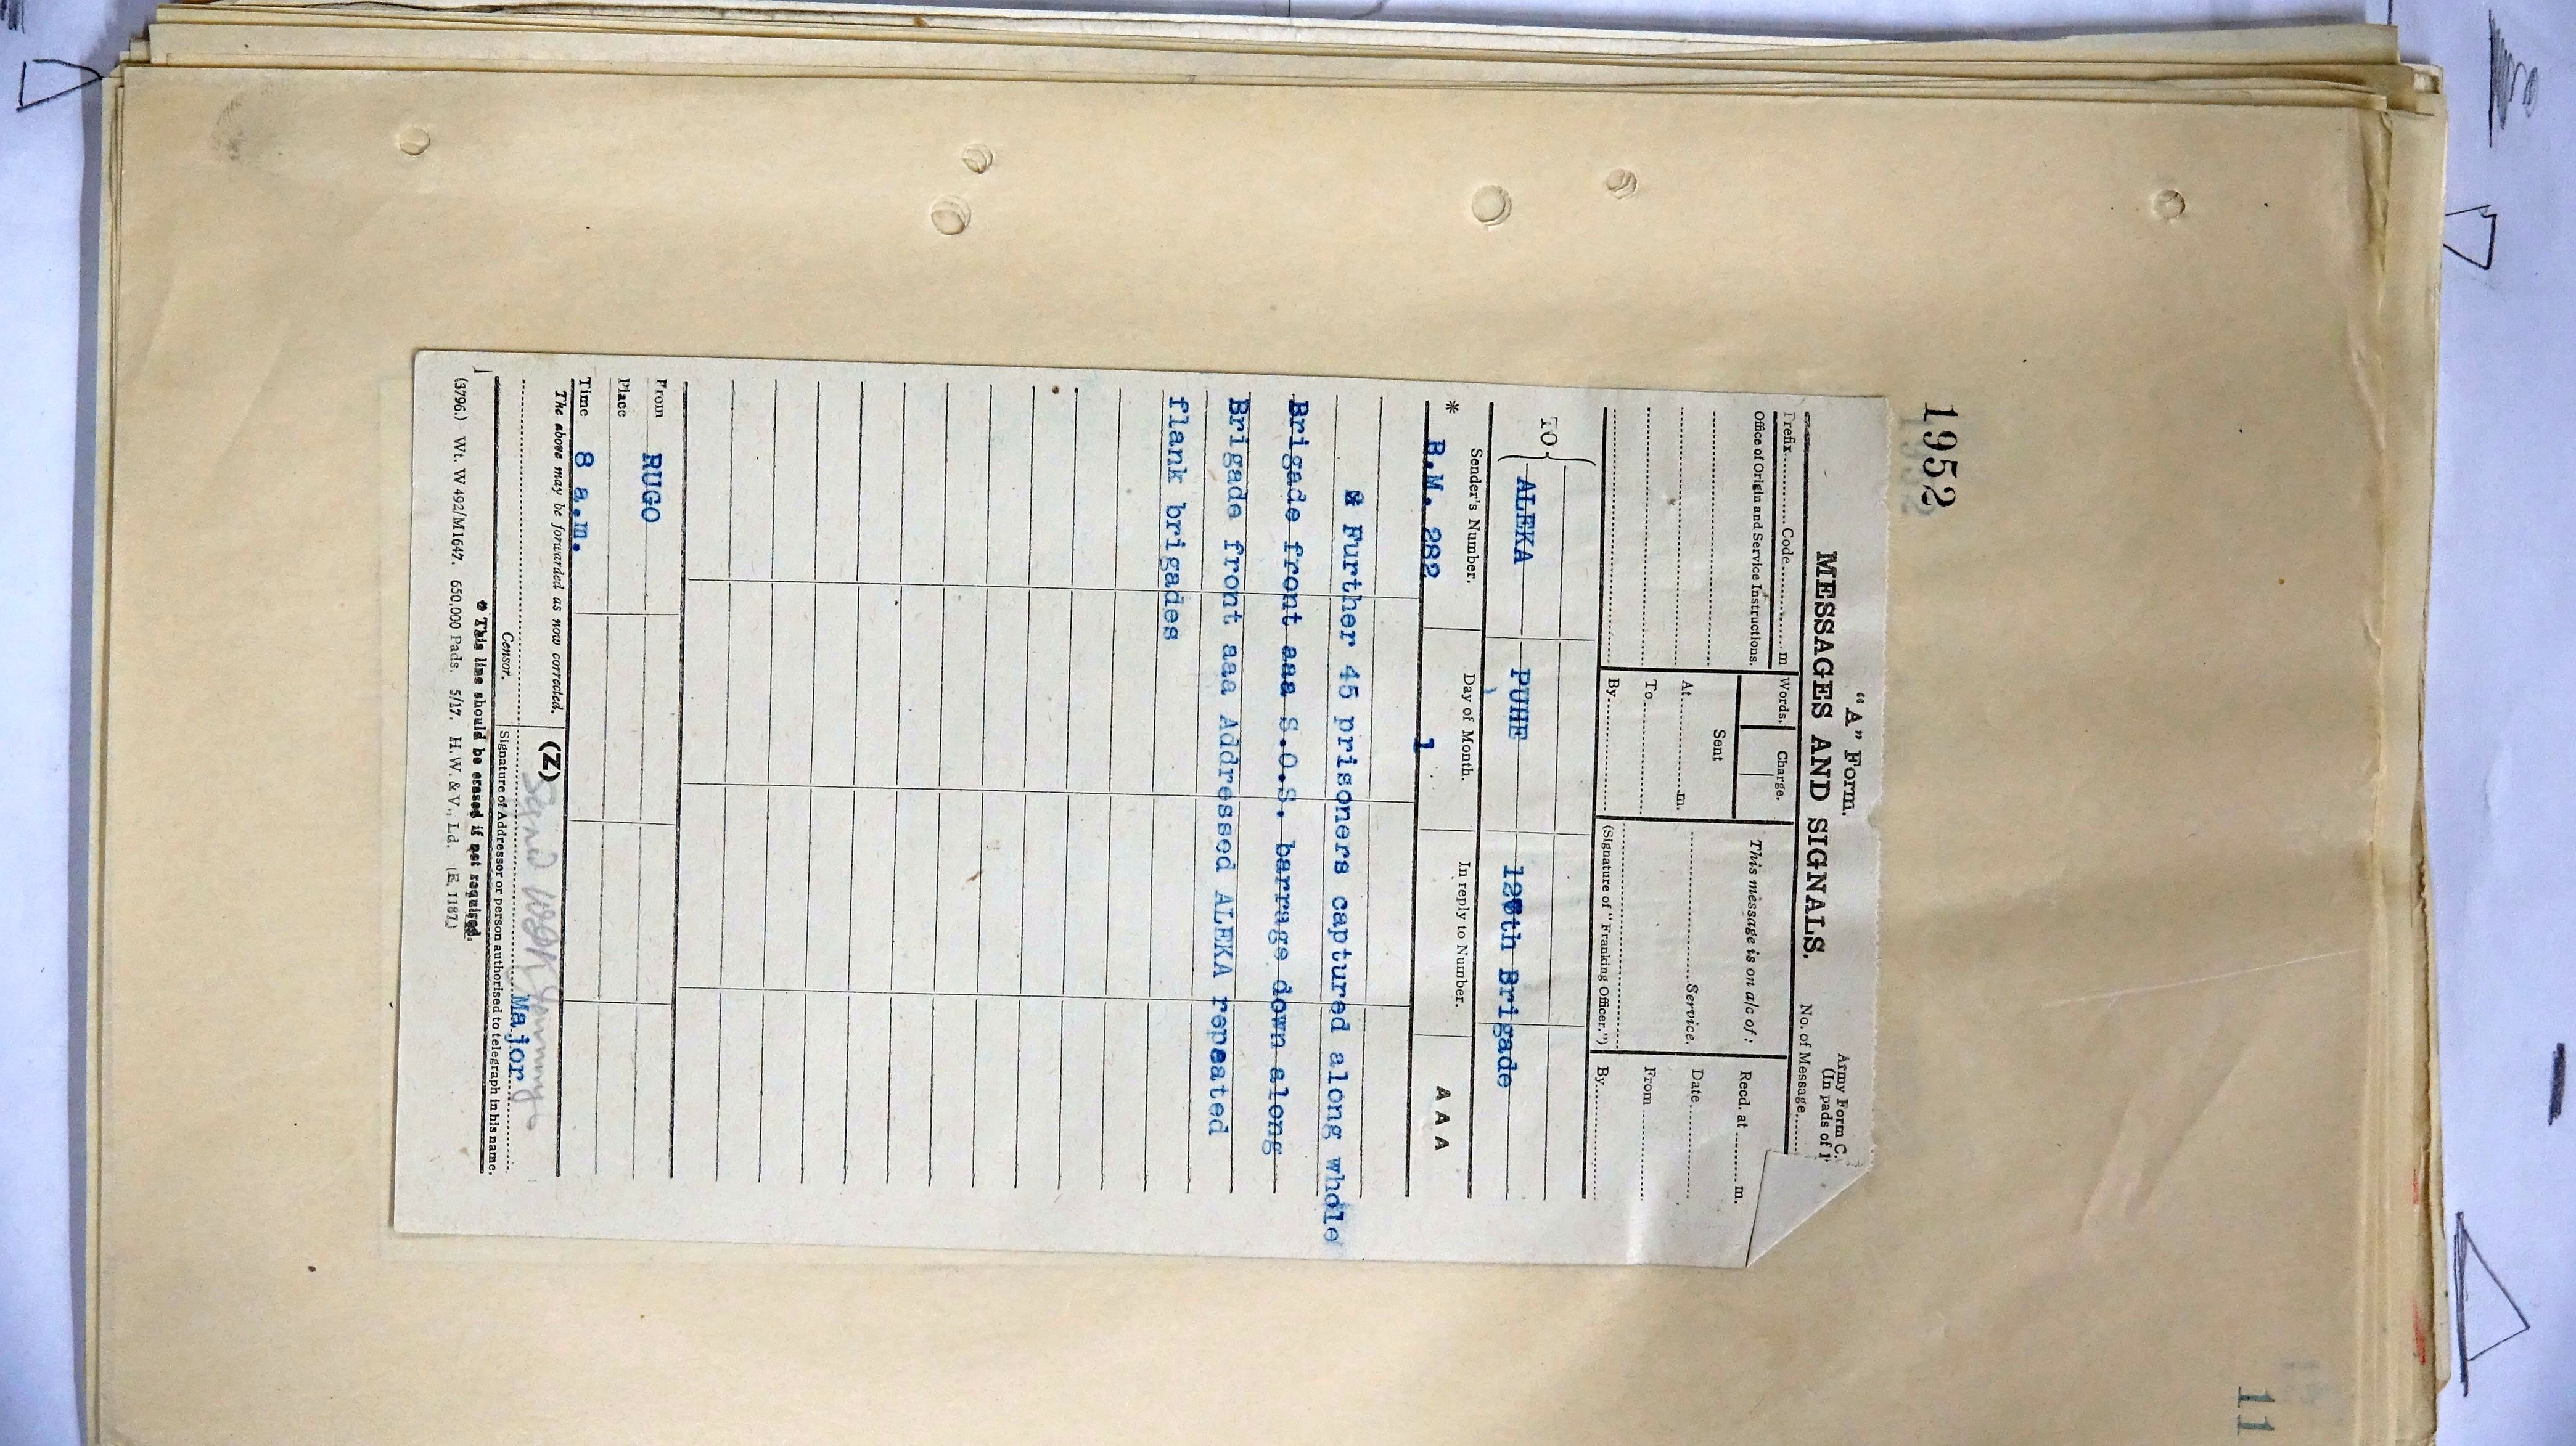 1952
"A" Form.
Army Form C.
MESSAGES AND SIGNALS.
(In pads of 1
No. of Message
Prefix Code m
Words. Charge.
This message is on a/c of:
Recd. at m.
Office of Origin and Service Instructions.
Sent
Service.
Date
At m.
To
From
By
(Signature of "Franking Officer.")
By
TO
ALEKA PUHE 126th Brigade
* Sender's Number. Day of Month. In reply to Number. A A A
B.M. 282 1
Further 45 prisoners captured along whole
Brigade front aaa S.O.S. barrage down along
Brigade front aaa Addressed ALEKA repeated
flank brigades
From RUGO
Place
Time 8 a.m.
The above may be forwarded as now corrected. (Z)
Signed
Major
Censor. Signature of Addressor or person authorised to telegraph in his name.
* This line should be erased if not required.
(3796.) Wt. W 492/M1647. 650,000 Pads. 5/17. H.W. & V., Ld. (E. 1187.)
11